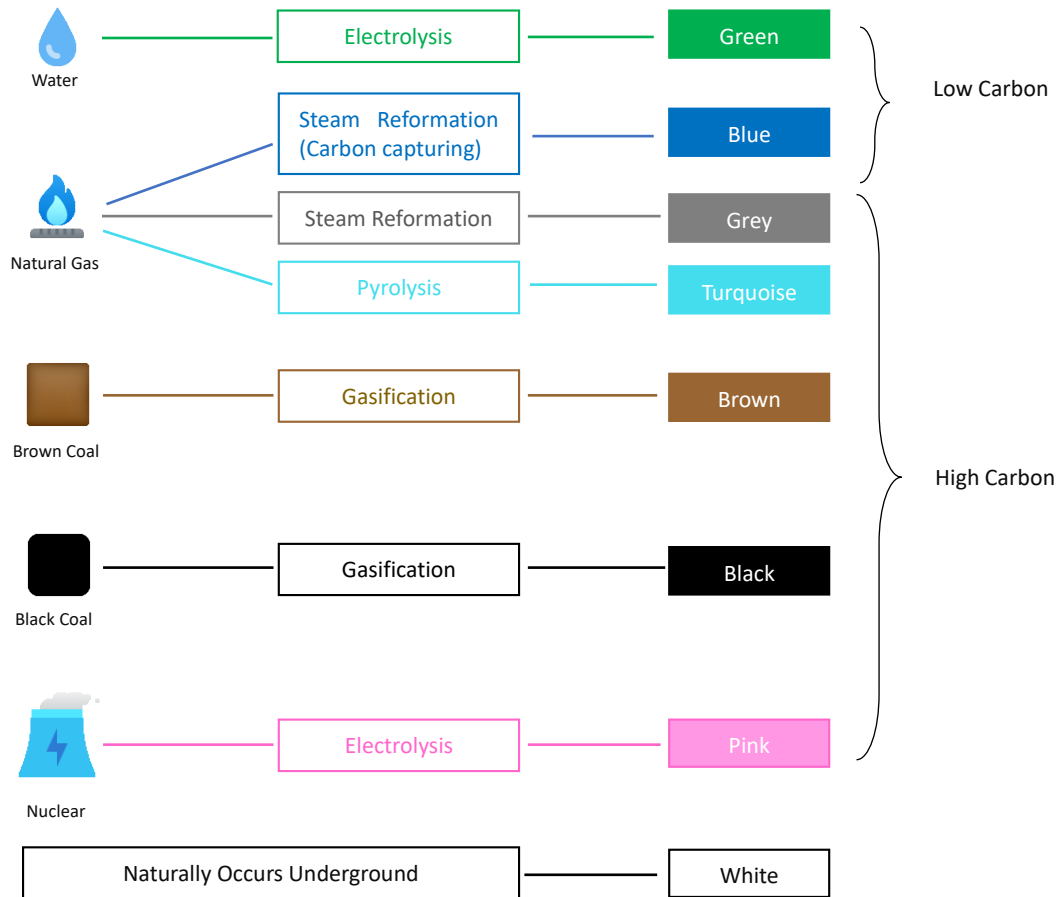 Water
Electrolysis
Green
Low Carbon
Steam Reformation
(Carbon capturing)
Blue
Natural Gas
Steam Reformation
Grey
Pyrolysis
Turquoise
Brown Coal
Gasification
Brown
High Carbon
Black Coal
Gasification
Black
Nuclear
Electrolysis
Pink
Naturally Occurs Underground
White